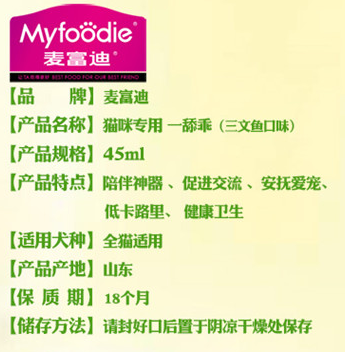 Myfoodie®
麦富迪®
BEST FOOD FOR OUR BEST FRIEND
【品 牌】麦富迪
【产品名称】猫咪专用 一舔乖（三文鱼口味）
【产品规格】45ml
【产品特点】陪伴神器 、促进交流 、安抚爱宠、
低卡路里、 健康卫生
【适用犬种】全猫适用
【产品产地】山东
【保 质 期】18个月
【储存方法】请封好口后置于阴凉干燥处保存